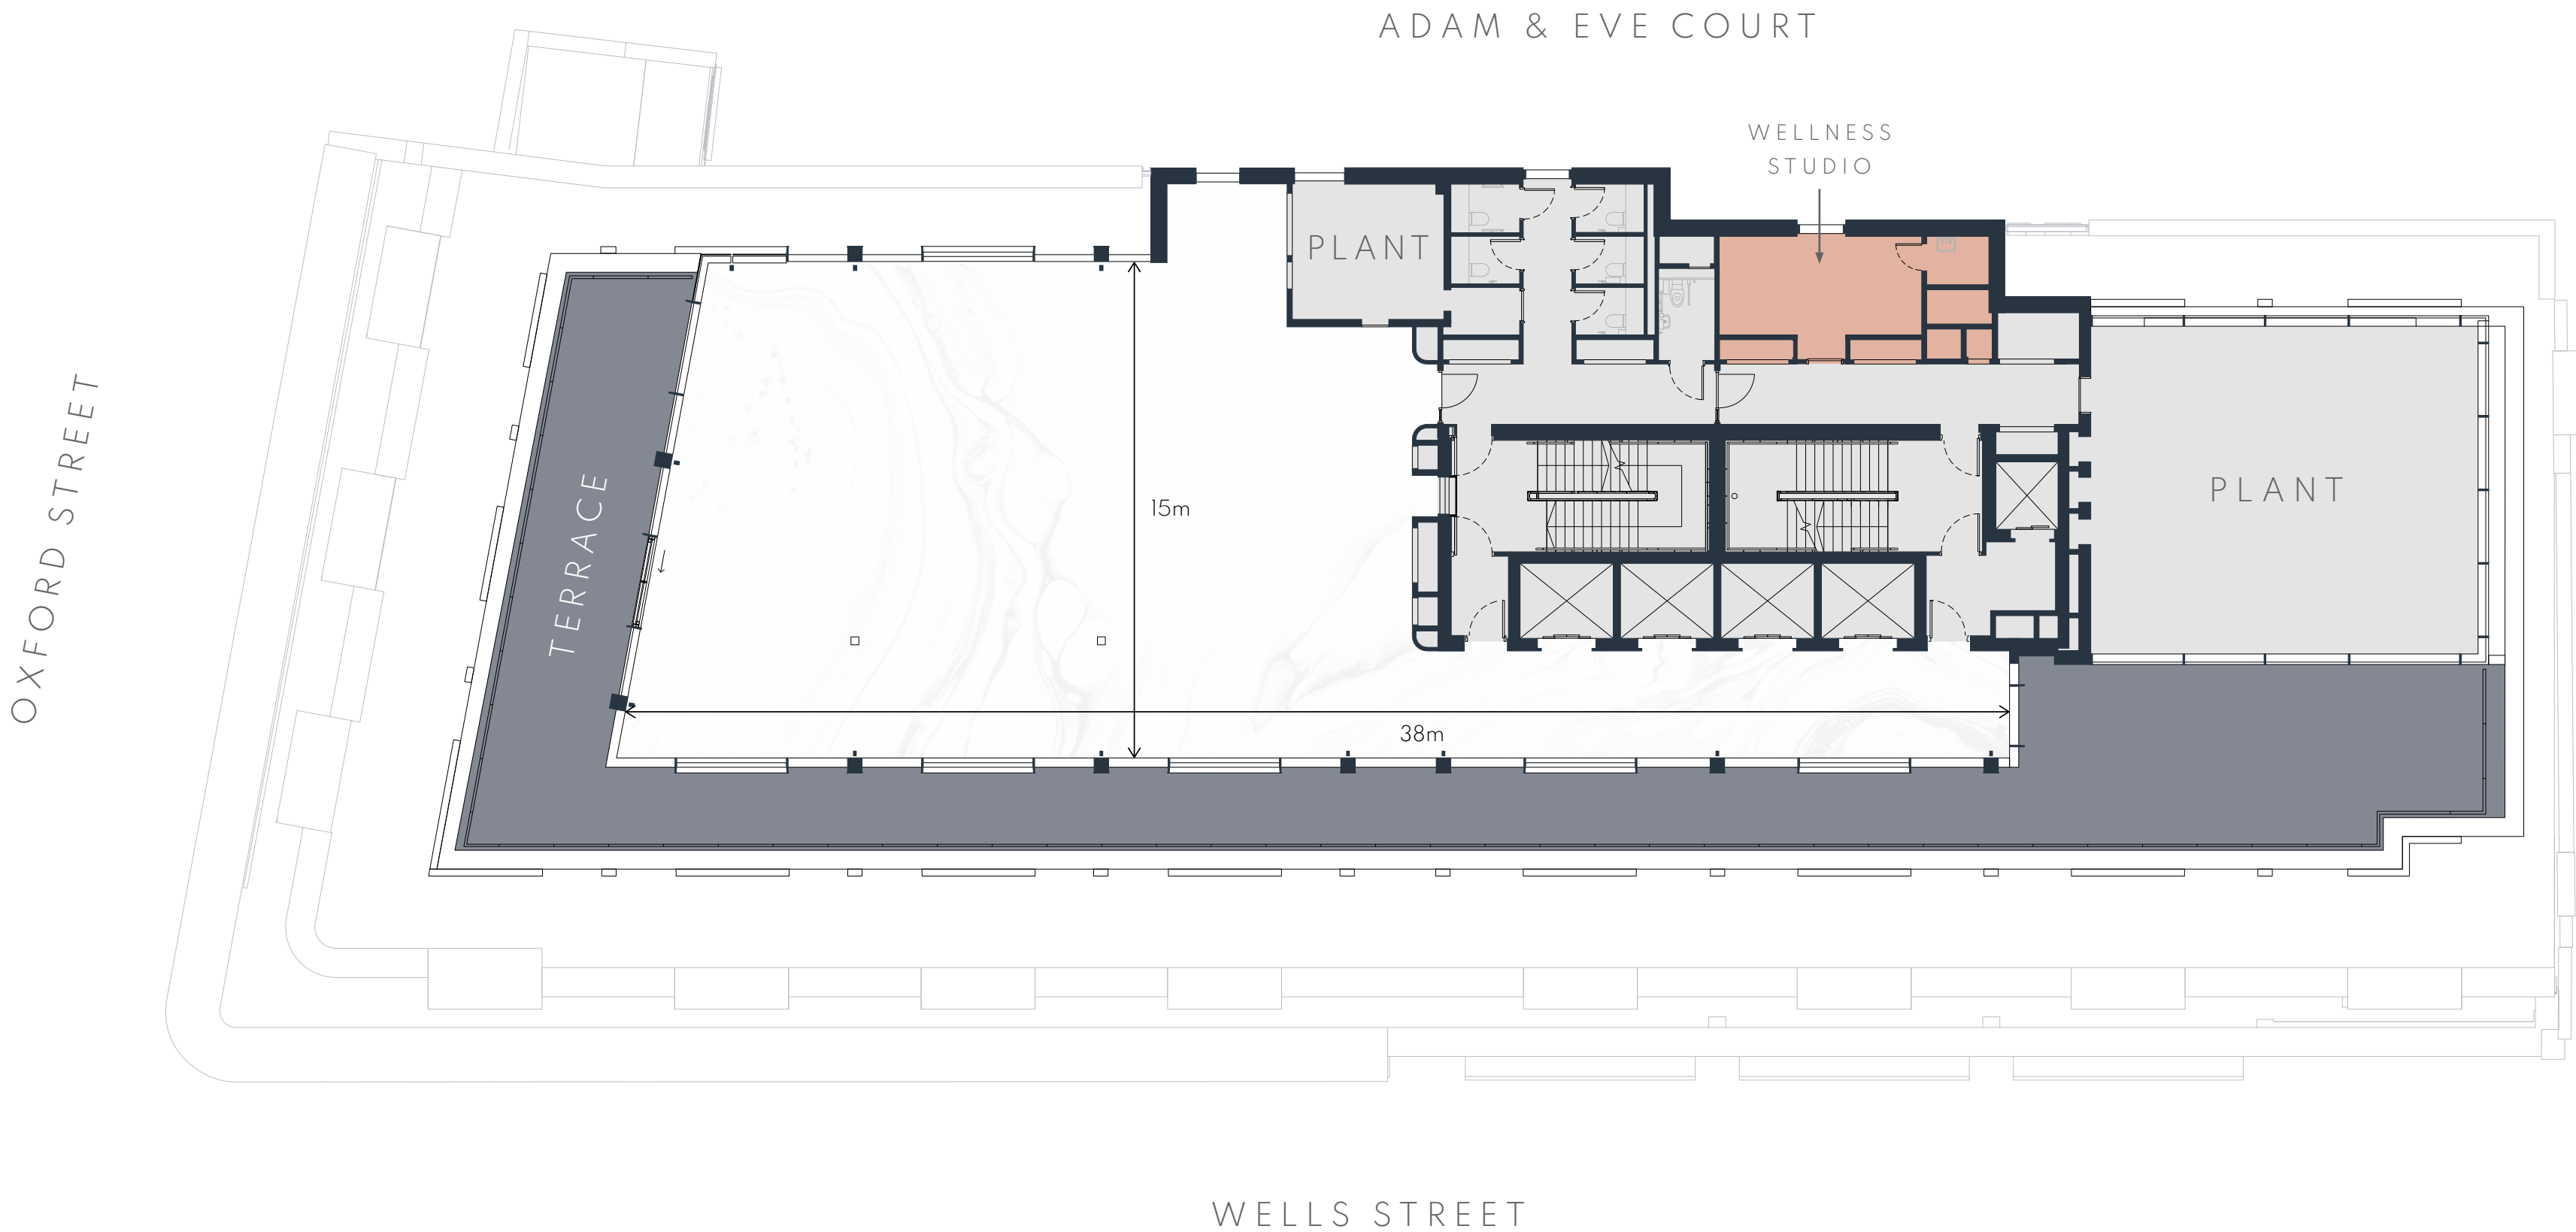 ADAM & EVE COURT
WELLNESS
STUDIO
PLANT
OXFORD STREET
TERRACE
15m
PLANT
38m
WELLS STREET